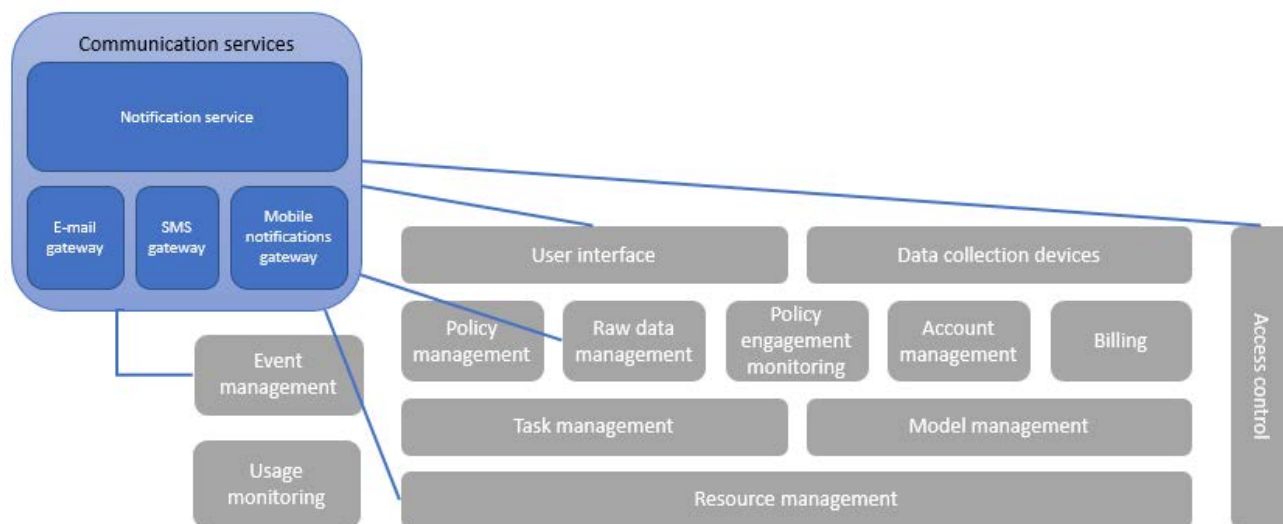 Communication services
Notification service
E-mail
gateway
SMS
gateway
Mobile
notifications
gateway
User interface
Data collection devices
Policy
management
Raw data
management
Policy
engagement
monitoring
Account
management
Billing
Access control
Event
management
Task management
Model management
Usage
monitoring
Resource management